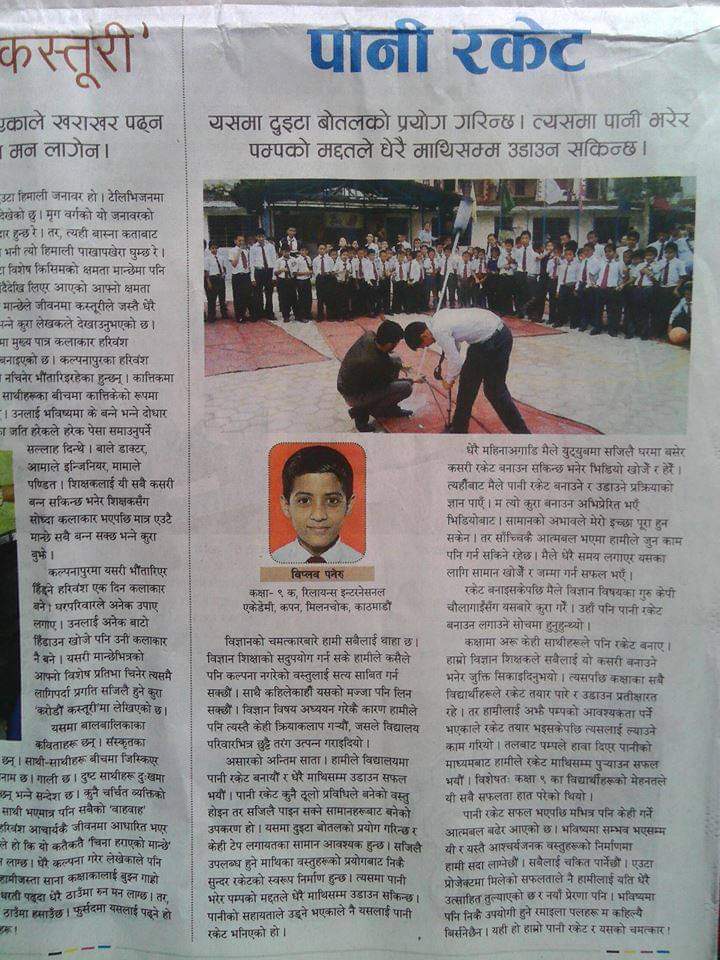 कस्तूरी'
एकाले खराखर पढ्न
मन लागेन।
उटा हिमाली जनावर हो। टेलिभिजनमा
देखेको छु। मृग वर्गको यो जनावरको
दार हुन्छ रे। तर, त्यही बास्ना कताबाट
भनी त्यो हिमाली पाखापखेरा घुम्छ रे।
टा विशेष किसिमको क्षमता मान्छेमा पनि
दैदेखि लिएर आएको आफ्नो क्षमता
मान्छेले जीवनमा कस्तूरीले जस्तै धेरै
भन्ने कुरा लेखकले देखाउनुभएको छ।
मा मुख्य पात्र कलाकार हरिवंश
बनाइएको छ। कल्पनापुरका हरिवंश
नचिनेर भौंतारिइरहेका हुन्छन्। कात्तिकमा
साथीहरूका बीचमा कात्तिकेको रूपमा
। उनलाई भविष्यमा के बन्ने भन्ने दोधार
का जति हरेकले हरेक पेसा समाउनुपर्ने
सल्लाह दिन्थे। बाले डाक्टर,
आमाले इन्जिनियर, मामाले
पण्डित। शिक्षकलाई यी सबै कसरी
बन्न सकिन्छ भनेर शिक्षकसँग
सोध्दा कलाकार भएपछि मात्र एउटै
मान्छे सबै बन्न सक्छ भन्ने कुरा
बुझे।
कल्पनापुरमा यसरी भौंतारिएर
हिँड्ने हरिवंश एक दिन कलाकार
बने। घरपरिवारले अनेक उपाए
लगाए। उनलाई अनेक बाटो
हिँडाउन खोजे पनि उनी कलाकार
नै बने। यसरी मान्छेभित्रको
आफ्नो विशेष प्रतिभा चिनेर त्यसमै
लागिपर्दा प्रगति सजिलै हुने कुरा
'करोडौं कस्तूरी'मा लेखिएको छ।
यसमा बालबालिकाका
कविताहरू छन्। संस्कृतका
छन्। साथी-साथीहरू बीचमा जिस्किएर
नाम छ। गाली छ। दुष्ट साथीहरू दुःखमा
छन् भन्ने सन्देश छ। कुनै चर्चित व्यक्तिको
साथी भएमात्र पनि सबैको 'वाहवाह'
हरिवंश आचार्यकै जीवनमा आधारित भएर
ले हो कि यो कतैकतै 'चिना हराएको मान्छे'
न लाग्छ। धेरै कल्पना गरेर लेखेकाले पनि
हामीजस्ता साना कक्षाकालाई बुझ्न गाह्रो
धरती पढ्दा धेरै ठाउँमा रुन मन लाग्छ। तर,
ठाउँमा हसाउँछ। फुर्सदमा यसलाई पढ्ने हो
हरू!
पानी रकेट
यसमा दुइटा बोतलको प्रयोग गरिन्छ। त्यसमा पानी भरेर
पम्पको मद्दतले धेरै माथिसम्म उडाउन सकिन्छ।
विप्लव पनेरु
कक्षा- ९ क, रिलायन्स इन्टरनेसनल
एकेडेमी, कपन, मिलनचोक, काठमाडौं
विज्ञानको चमत्कारबारे हामी सबैलाई थाहा छ।
विज्ञान शिक्षाको सदुपयोग गर्न सके हामीले कसैले
पनि कल्पना नगरेको वस्तुलाई सत्य साबित गर्न
सक्छौं। साथै कहिलेकाहीँ यसको मज्जा पनि लिन
सक्छौं। विज्ञान विषय अध्ययन गरेकै कारण हामीले
पनि त्यस्तै केही क्रियाकलाप गर्‍यौं, जसले विद्यालय
परिवारभित्र छुट्टै तरंग उत्पन्न गराइदियो।
असारको अन्तिम साता। हामीले विद्यालयमा
पानी रकेट बनायौं र धेरै माथिसम्म उडाउन सफल
भयौं। पानी रकेट कुनै ठूलो प्रविधिले बनेको वस्तु
होइन तर सजिलै पाइन सक्ने सामानहरूबाट बनेको
उपकरण हो। यसमा दुइटा बोतलको प्रयोग गरिन्छ र
केही टेप लगायतका सामान आवश्यक हुन्छ। सजिलै
उपलब्ध हुने माथिका वस्तुहरूको प्रयोगबाट निकै
सुन्दर रकेटको स्वरूप निर्माण हुन्छ। त्यसमा पानी
भरेर पम्पको मद्दतले धेरै माथिसम्म उडाउन सकिन्छ।
पानीको सहायताले उड्ने भएकाले नै यसलाई पानी
रकेट भनिएको हो।
धेरै महिनाअगाडि मैले युट्युबमा सजिलै घरमा बसेर
कसरी रकेट बनाउन सकिन्छ भनेर भिडियो खोजेँ र हेरेँ।
त्यहीँबाट मैले पानी रकेट बनाउने र उडाउने प्रक्रियाको
ज्ञान पाएँ। म त्यो कुरा बनाउन अभिप्रेरित भएँ
भिडियोबाट। सामानको अभावले मेरो इच्छा पूरा हुन
सकेन। तर साँच्चिकै आत्मबल भएमा हामीले जुन काम
पनि गर्न सकिने रहेछ। मैले धेरै समय लगाएर यसका
लागि सामान खोजेँ र जम्मा गर्न सफल भएँ।
रकेट बनाइसकेपछि मैले विज्ञान विषयका गुरु केपी
चौलागाईंसँग यसबारे कुरा गरेँ। उहाँ पनि पानी रकेट
बनाउन लगाउने सोचमा हुनुहुन्थ्यो।
कक्षामा अरू केही साथीहरूले पनि रकेट बनाए।
हाम्रो विज्ञान शिक्षकले सबैलाई यो कसरी बनाउने
भनेर जुक्ति सिकाइदिनुभयो। त्यसपछि कक्षाका सबै
विद्यार्थीहरूले रकेट तयार पारे र उडाउन प्रतीक्षारत
रहे। तर हामीलाई अझै पम्पको आवश्यकता पर्ने
भएकाले रकेट तयार भइसकेपछि त्यसलाई ल्याउने
काम गरियो। तलबाट पम्पले हावा दिएर पानीको
माध्यमबाट हामीले रकेट माथिसम्म पुर्‍याउन सफल
भयौं। विशेषतः कक्षा ९ का विद्यार्थीहरूको मेहनतले
यी सबै सफलता हात परेको थियो।
पानी रकेट सफल भएपछि मभित्र पनि केही गर्ने
आत्मबल बढेर आएको छ। भविष्यमा सम्भव भएसम्म
यी र यस्तै आश्चर्यजनक वस्तुहरूको निर्माणमा
हामी सदा लाग्नेछौं। सबैलाई चकित पार्नेछौं। एउटा
प्रोजेक्टमा मिलेको सफलताले नै हामीलाई यति धेरै
उत्साहित तुल्याएको छ र नयाँ प्रेरणा पनि। भविष्यमा
पनि निकै उपयोगी हुने रमाइला पलहरू म कहिल्यै
बिर्सनेछैन। यही हो हाम्रो पानी रकेट र यसको चमत्कार!